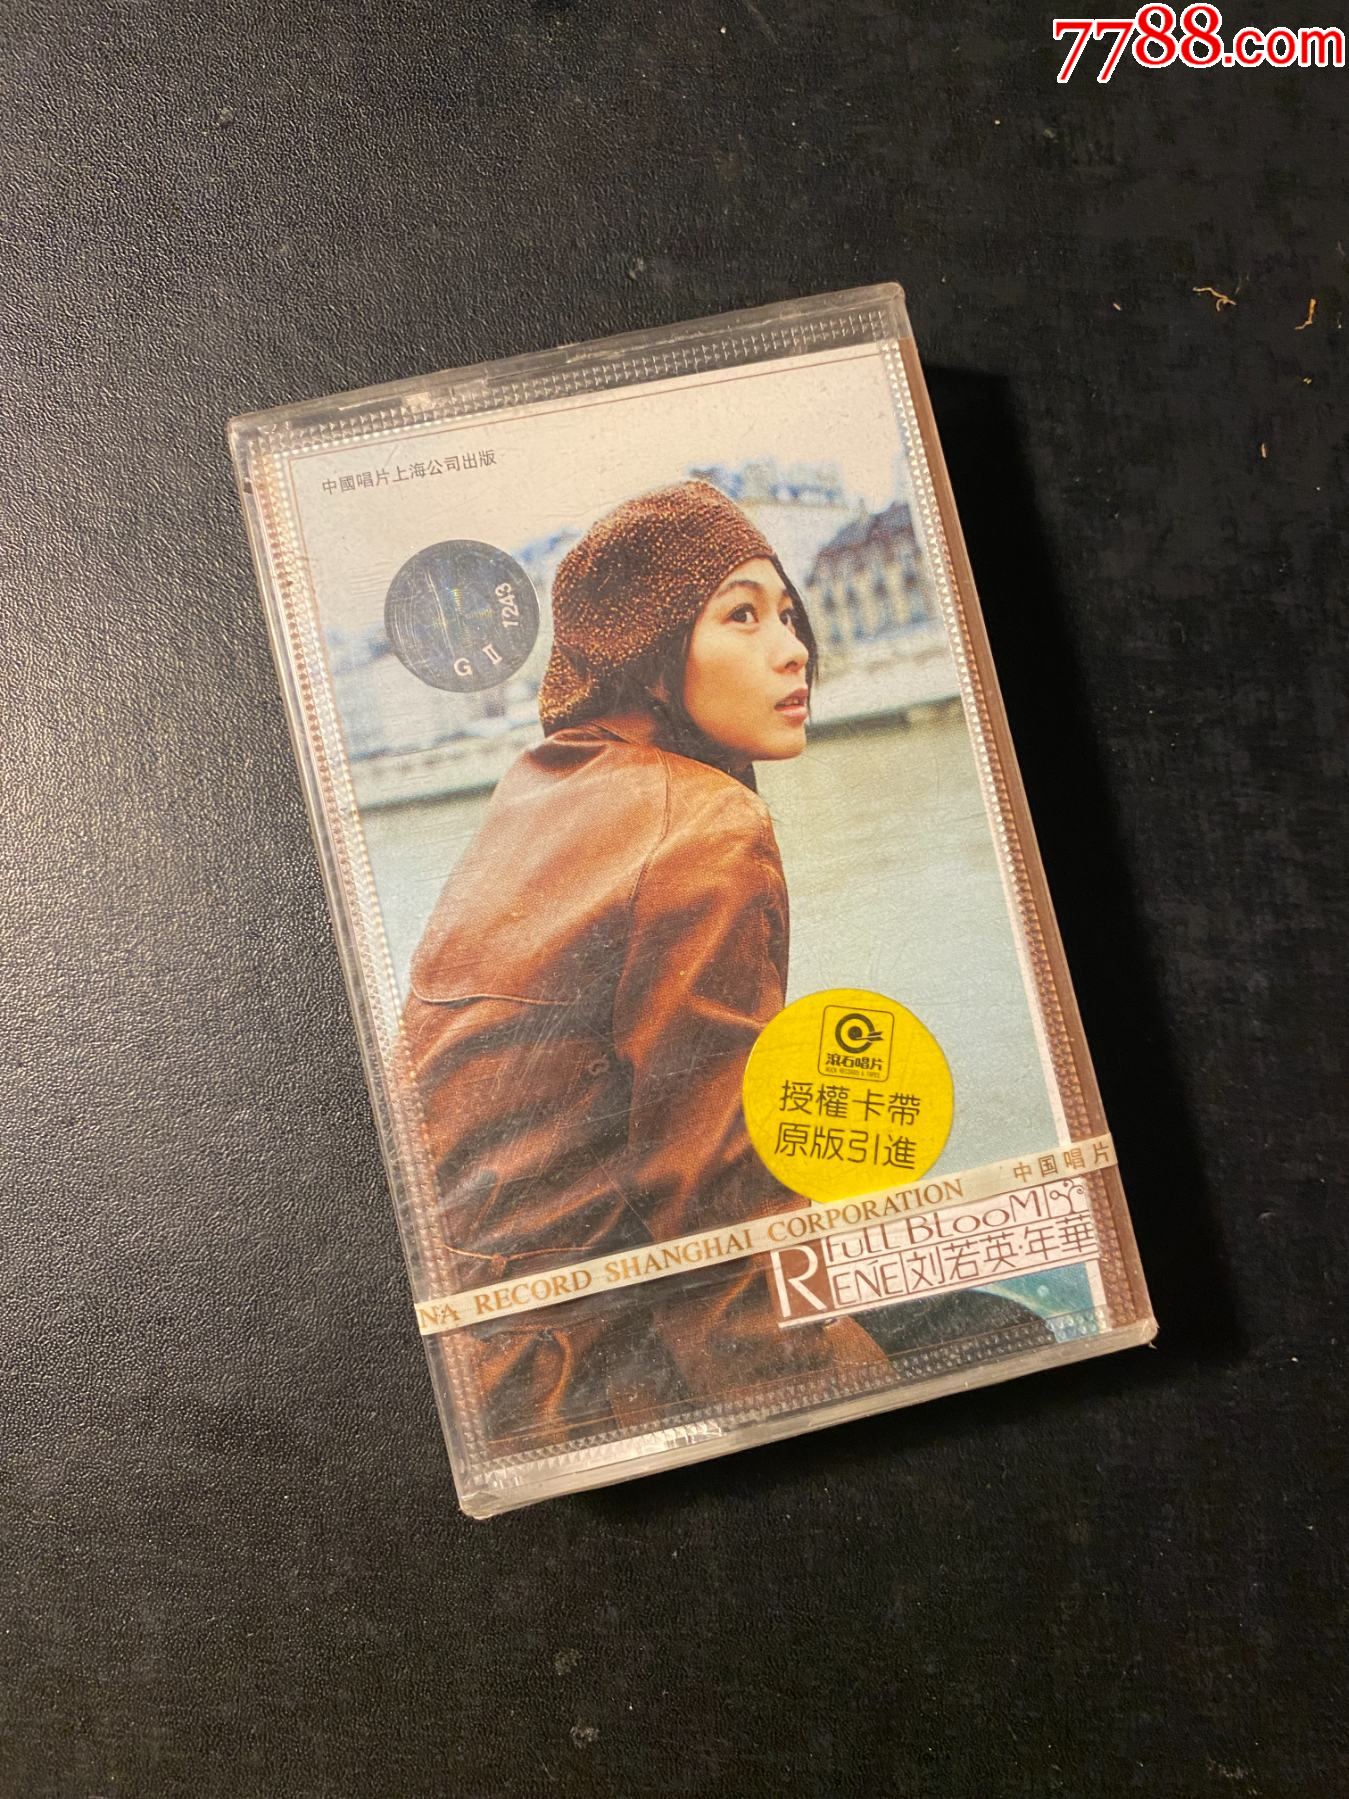 7788.com
中國唱片上海公司出版
GⅡ 1243
滾石唱片
ROCK RECORDS & TAPES
授權卡帶
原版引進
NA RECORD SHANGHAI CORPORATION 中国唱片
FULL BLOOM
RENE 刘若英·年華